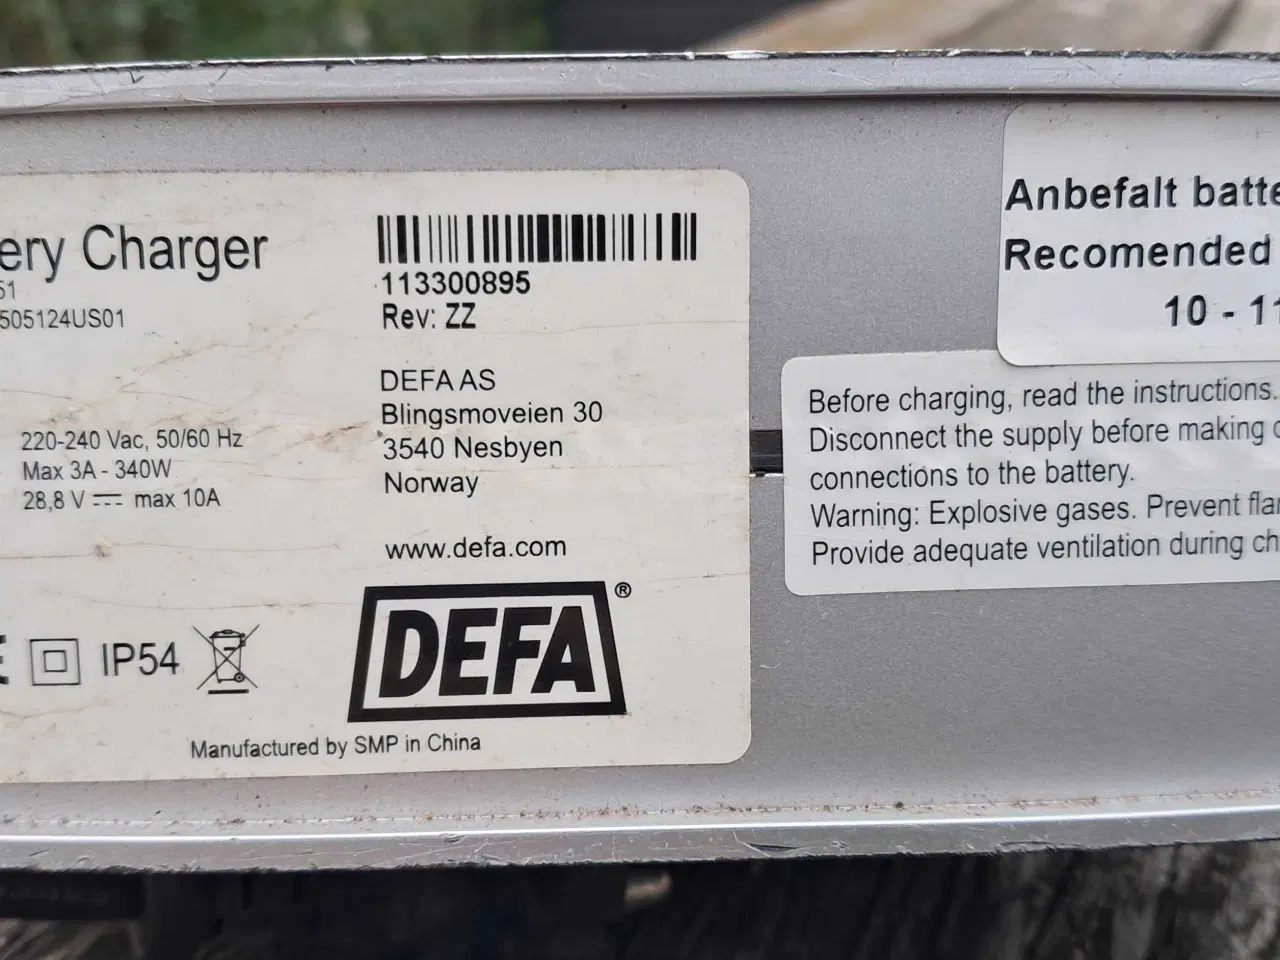 ery Charger
51
505124US01
220-240 Vac, 50/60 Hz
Max 3A - 340W
28,8 V max 10A
IP54
113300895
Rev: ZZ
DEFA AS
Blingsmoveien 30
3540 Nesbyen
Norway
www.defa.com
DEFA®
Manufactured by SMP in China
Anbefalt batte
Recomended
10 - 11
Before charging, read the instructions.
Disconnect the supply before making c
connections to the battery.
Warning: Explosive gases. Prevent flam
Provide adequate ventilation during ch